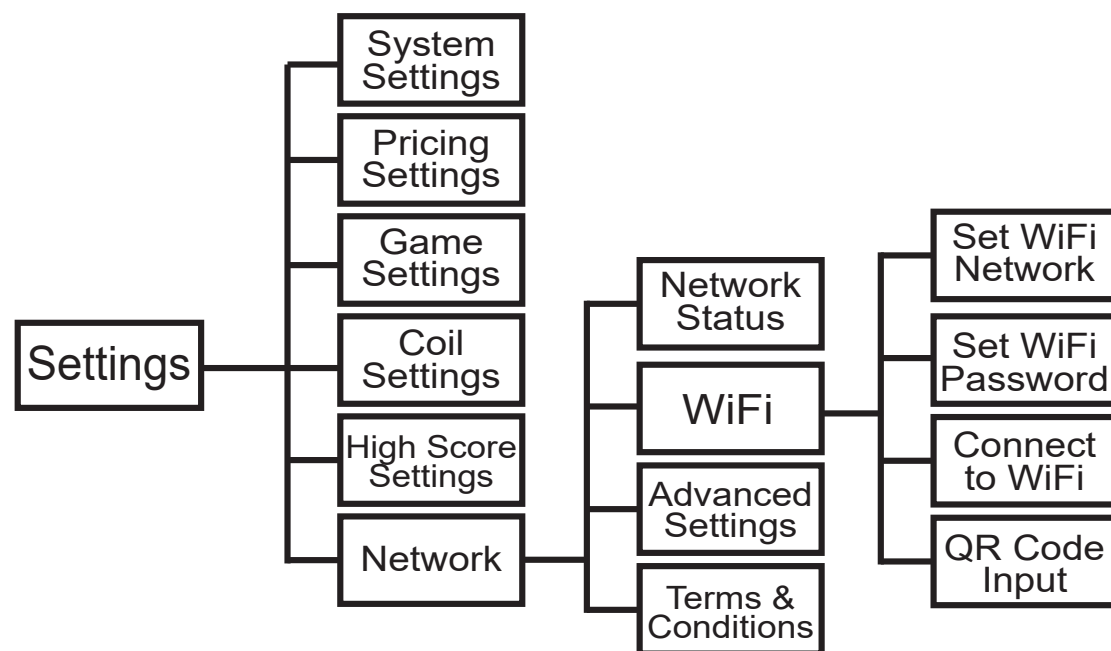 Settings
System
Settings
Pricing
Settings
Game
Settings
Coil
Settings
High Score
Settings
Network
Network
Status
WiFi
Advanced
Settings
Terms &
Conditions
Set WiFi
Network
Set WiFi
Password
Connect
to WiFi
QR Code
Input